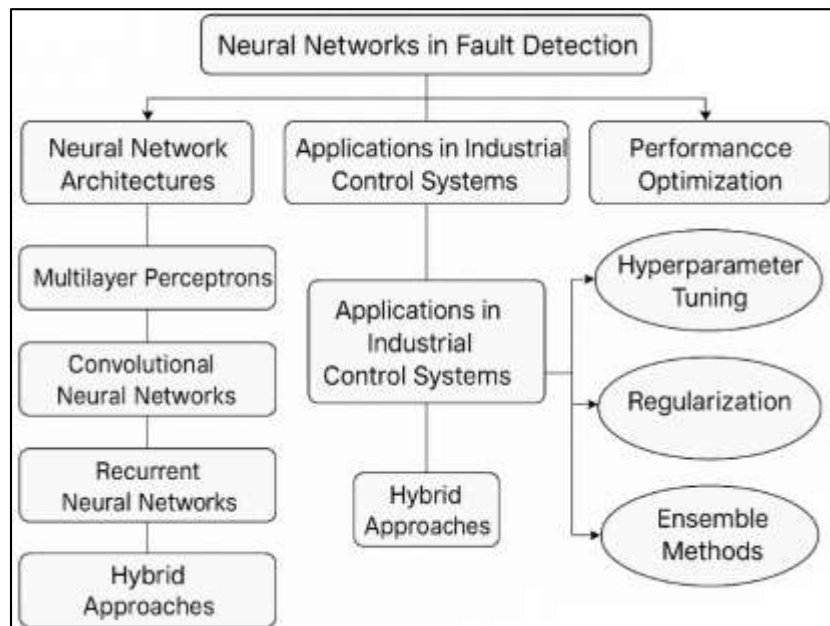 Neural Networks in Fault Detection
Neural Network
Architectures
Applications in Industrial
Control Systems
Performancce
Optimization
Multilayer Perceptrons
Convolutional
Neural Networks
Recurrent
Neural Networks
Hybrid
Approaches
Applications in
Industrial
Control Systems
Hybrid
Approaches
Hyperparameter
Tuning
Regularization
Ensemble
Methods